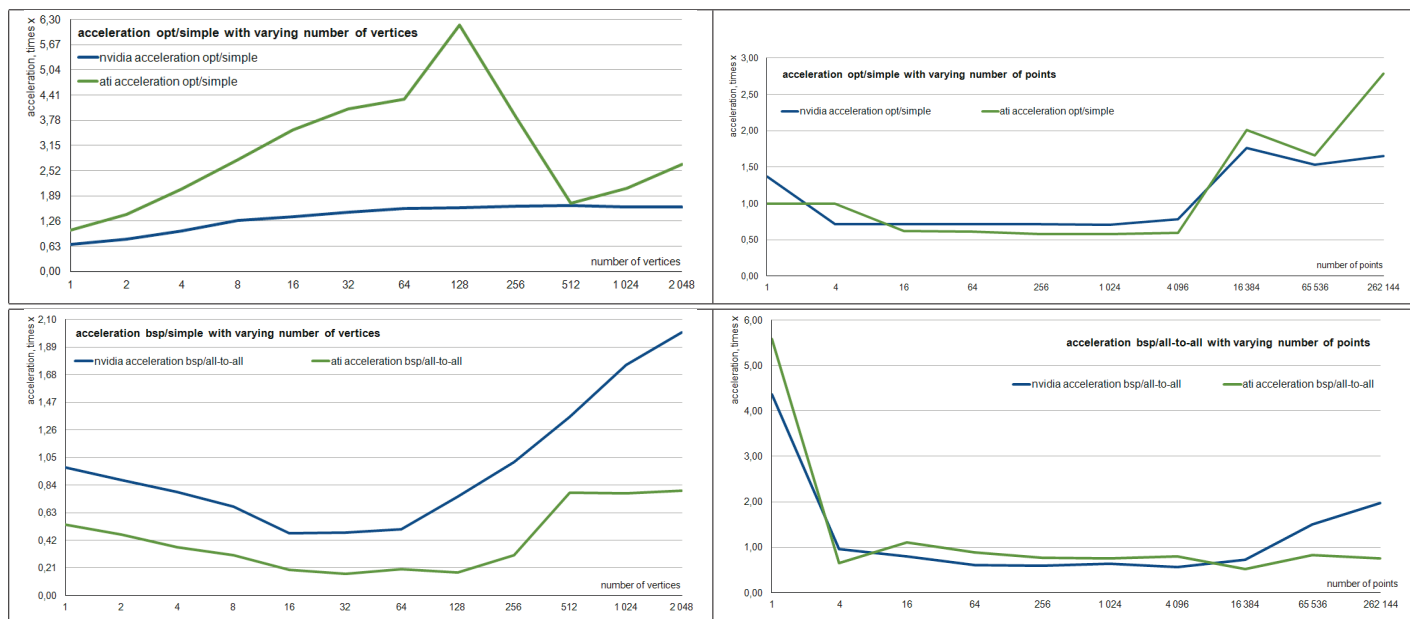 acceleration, times x
6,30
5,67
5,04
4,41
3,78
3,15
2,52
1,89
1,26
0,63
0,00
acceleration opt/simple with varying number of vertices
nvidia acceleration opt/simple
ati acceleration opt/simple
number of vertices
1 2 4 8 16 32 64 128 256 512 1 024 2 048
acceleration, times x
3,00
2,50
2,00
1,50
1,00
0,50
0,00
acceleration opt/simple with varying number of points
nvidia acceleration opt/simple ati acceleration opt/simple
number of points
1 4 16 64 256 1 024 4 096 16 384 65 536 262 144
acceleration, times x
2,10
1,89
1,68
1,47
1,26
1,05
0,84
0,63
0,42
0,21
0,00
acceleration bsp/simple with varying number of vertices
nvidia acceleration bsp/all-to-all ati acceleration bsp/all-to-all
number of vertices
1 2 4 8 16 32 64 128 256 512 1 024 2 048
acceleration, times x
6,00
5,00
4,00
3,00
2,00
1,00
0,00
acceleration bsp/all-to-all with varying number of points
nvidia acceleration bsp/all-to-all ati acceleration bsp/all-to-all
number of points
1 4 16 64 256 1 024 4 096 16 384 65 536 262 144